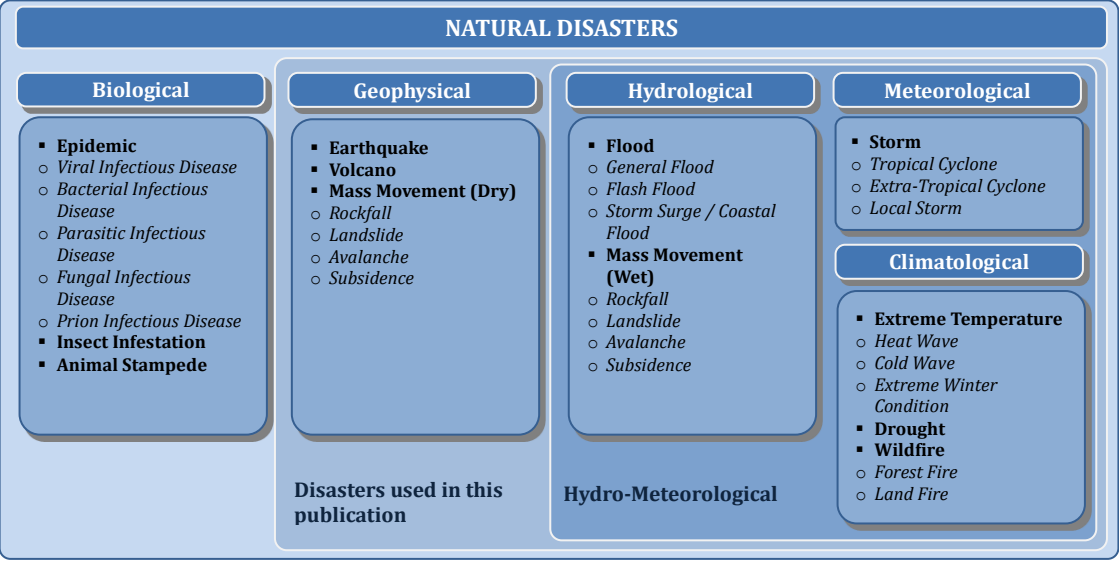 NATURAL DISASTERS
Biological
▪ Epidemic
o Viral Infectious Disease
o Bacterial Infectious
Disease
o Parasitic Infectious
Disease
o Fungal Infectious
Disease
o Prion Infectious Disease
▪ Insect Infestation
▪ Animal Stampede
Geophysical
▪ Earthquake
▪ Volcano
▪ Mass Movement (Dry)
o Rockfall
o Landslide
o Avalanche
o Subsidence
Hydrological
▪ Flood
o General Flood
o Flash Flood
o Storm Surge / Coastal
Flood
▪ Mass Movement
(Wet)
o Rockfall
o Landslide
o Avalanche
o Subsidence
Meteorological
▪ Storm
o Tropical Cyclone
o Extra-Tropical Cyclone
o Local Storm
Climatological
▪ Extreme Temperature
o Heat Wave
o Cold Wave
o Extreme Winter
Condition
▪ Drought
▪ Wildfire
o Forest Fire
o Land Fire
Disasters used in this
publication
Hydro-Meteorological